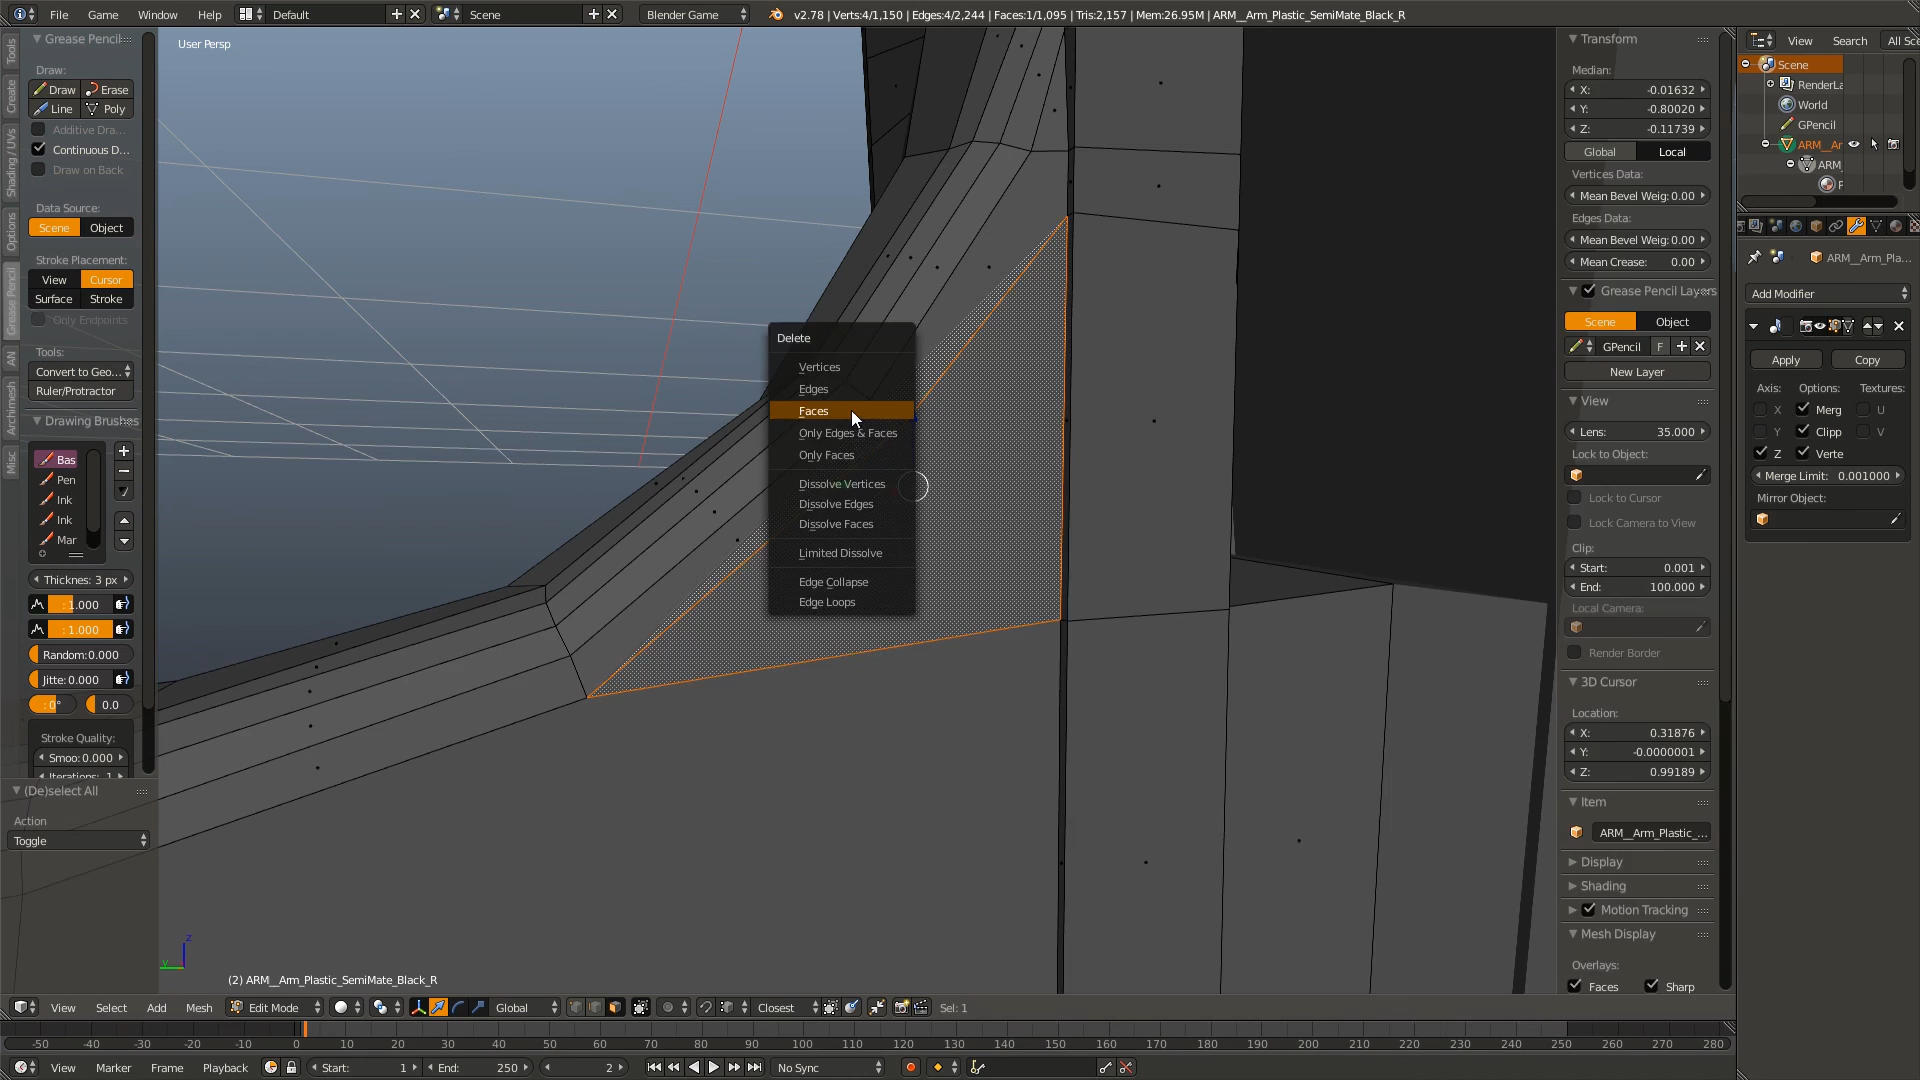 File Game Window Help Default Scene Blender Game v2.78 | Verts:4/1,150 | Edges:4/2,244 | Faces:1/1,095 | Tris:2,157 | Mem:26.95M | ARM__Arm_Plastic_SemiMate_Black_R
Tools
Create
Shading / UVs
Options
Grease Pencil
AN
Archimesh
Misc
Grease Pencil
Draw:
Draw Erase
Line Poly
Additive Dra...
Continuous D...
Draw on Back
Data Source:
Scene Object
Stroke Placement:
View Cursor
Surface Stroke
Only Endpoints
Tools:
Convert to Geo...
Ruler/Protractor
Drawing Brushes
Bas
Pen
Ink
Ink
Mar
Thicknes: 3 px
: 1.000
: 1.000
Random:0.000
Jitte: 0.000
: 0° 0.0
Stroke Quality:
Smoo: 0.000
Iterations: 1
(De)select All
Action
Toggle
User Persp
Delete
Vertices
Edges
Faces
Only Edges & Faces
Only Faces
Dissolve Vertices
Dissolve Edges
Dissolve Faces
Limited Dissolve
Edge Collapse
Edge Loops
z
y
(2) ARM__Arm_Plastic_SemiMate_Black_R
Transform
Median:
X: -0.01632
Y: -0.80020
Z: -0.11739
Global Local
Vertices Data:
Mean Bevel Weig: 0.00
Edges Data:
Mean Bevel Weig: 0.00
Mean Crease: 0.00
Grease Pencil Layers
Scene Object
GPencil F
New Layer
View
Lens: 35.000
Lock to Object:
Lock to Cursor
Lock Camera to View
Clip:
Start: 0.001
End: 100.000
Local Camera:
Render Border
3D Cursor
Location:
X: 0.31876
Y: -0.0000001
Z: 0.99189
Item
ARM__Arm_Plastic_...
Display
Shading
Motion Tracking
Mesh Display
Overlays:
Faces Sharp
View Search All Sce
Scene
RenderLa
World
GPencil
ARM__Ar
ARM_
ARM__Arm_Pla...
Add Modifier
Apply Copy
Axis: Options: Textures:
X Merg U
Y Clipp V
Z Verte
Merge Limit: 0.001000
Mirror Object:
View Select Add Mesh Edit Mode Global Closest Sel: 1
-50 -40 -30 -20 -10 0 10 20 30 40 50 60 70 80 90 100 110 120 130 140 150 160 170 180 190 200 210 220 230 240 250 260 270 280
View Marker Frame Playback Start: 1 End: 250 2 No Sync